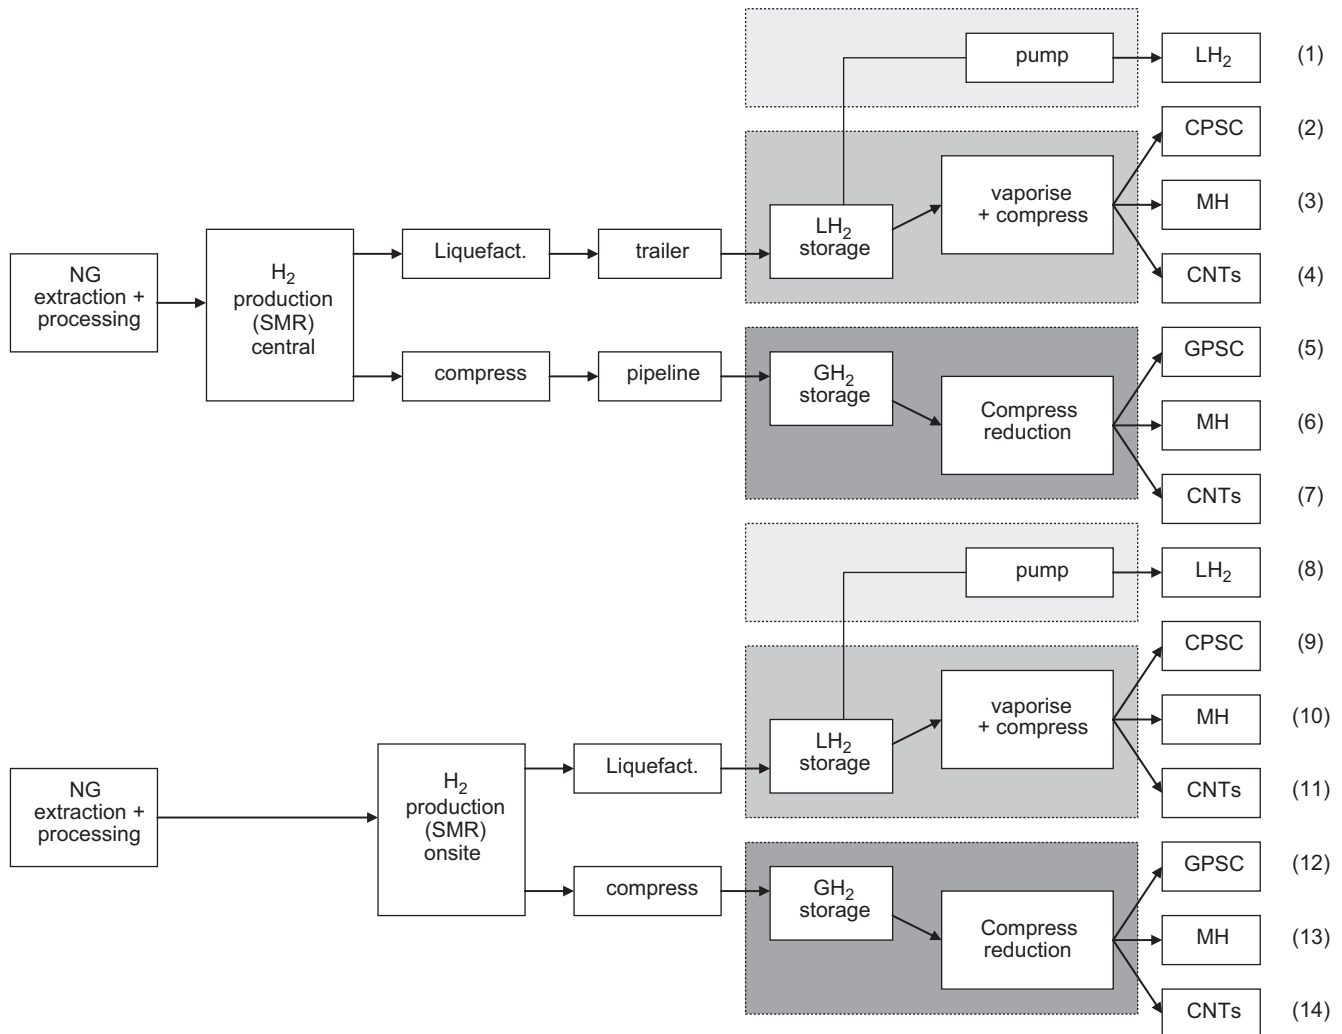 pump
LH₂
(1)
CPSC
(2)
vaporise
+ compress
MH
(3)
LH₂
storage
CNTs
(4)
NG
extraction +
processing
H₂
production
(SMR)
central
Liquefact.
trailer
compress
pipeline
GH₂
storage
Compress
reduction
GPSC
(5)
MH
(6)
CNTs
(7)
pump
LH₂
(8)
CPSC
(9)
vaporise
+ compress
MH
(10)
LH₂
storage
CNTs
(11)
NG
extraction +
processing
H₂
production
(SMR)
onsite
Liquefact.
compress
GH₂
storage
Compress
reduction
GPSC
(12)
MH
(13)
CNTs
(14)